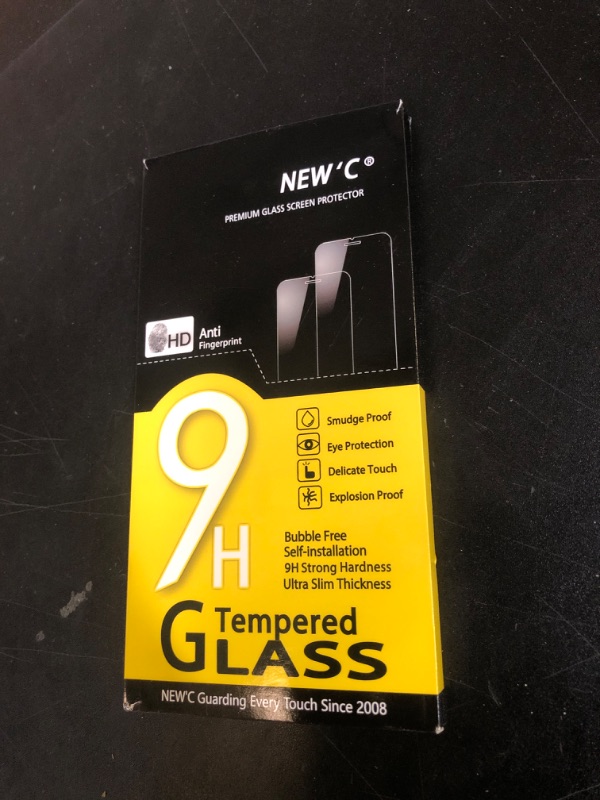 NEW'C®
PREMIUM GLASS SCREEN PROTECTOR
HD
Anti
Fingerprint
9H
Smudge Proof
Eye Protection
Delicate Touch
Explosion Proof
Bubble Free
Self-installation
9H Strong Hardness
Ultra Slim Thickness
Tempered
GLASS
NEW'C Guarding Every Touch Since 2008